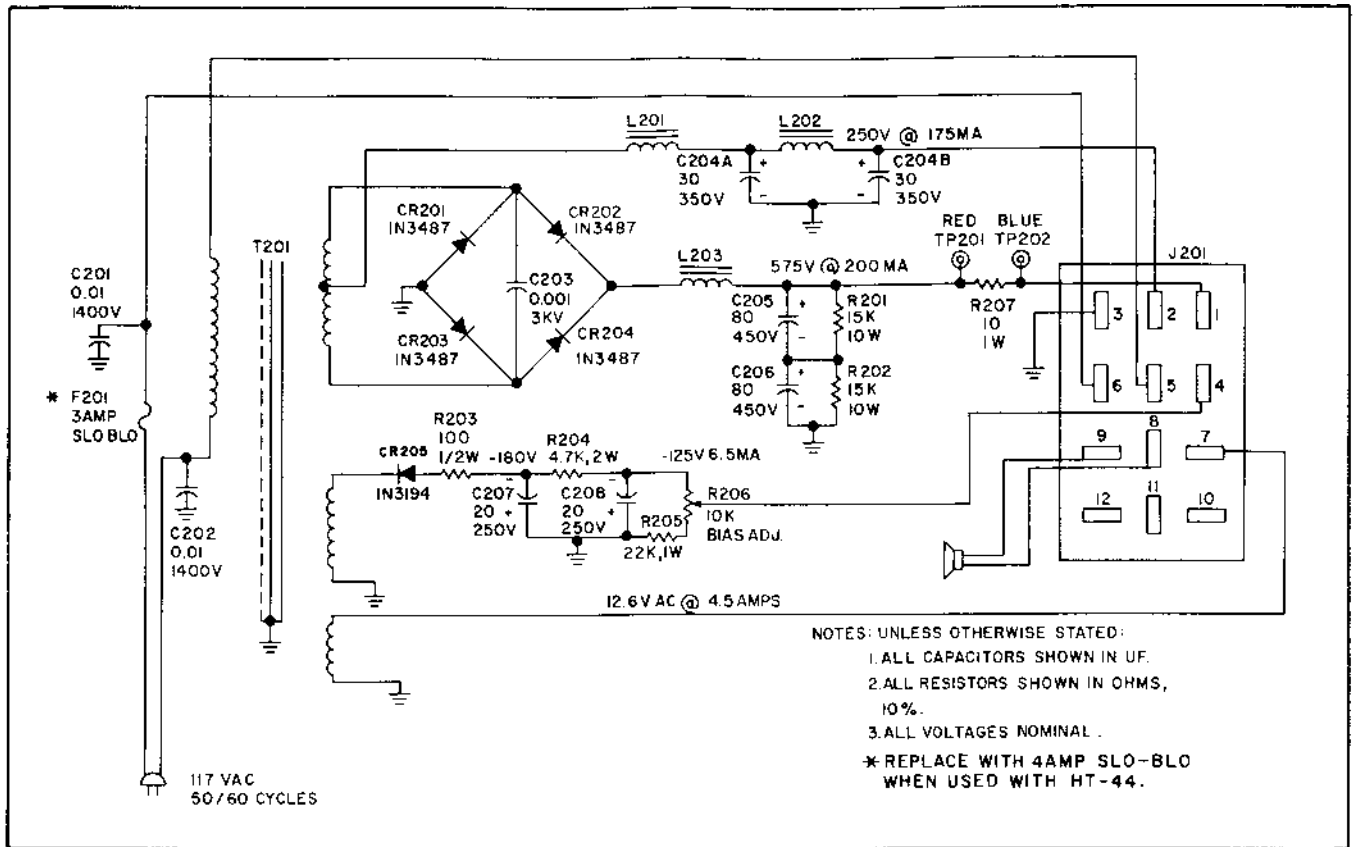 L201
L202
250V @ 175MA
C204A
30
350V
C204B
30
350V
CR201
1N3487
CR202
1N3487
RED
TP201
BLUE
TP202
T201
J201
L203
575V @ 200MA
C201
0.01
1400V
C203
0.001
3KV
C205
80
450V
R201
15K
10W
R207
10
1W
3
2
1
CR203
1N3487
CR204
1N3487
* F201
3AMP
SLO BLO
C206
80
450V
R202
15K
10W
6
5
4
R203
100
1/2W
-180V
R204
4.7K, 2W
-125V 6.5MA
9
8
7
CR205
1N3194
C207
20
250V
C208
20
250V
R205
22K, 1W
R206
10K
BIAS ADJ.
12
11
10
C202
0.01
1400V
12.6V AC @ 4.5 AMPS
NOTES: UNLESS OTHERWISE STATED:
1. ALL CAPACITORS SHOWN IN UF.
2. ALL RESISTORS SHOWN IN OHMS,
10%.
3. ALL VOLTAGES NOMINAL.
* REPLACE WITH 4AMP SLO-BLO
WHEN USED WITH HT-44.
117 VAC
50/60 CYCLES